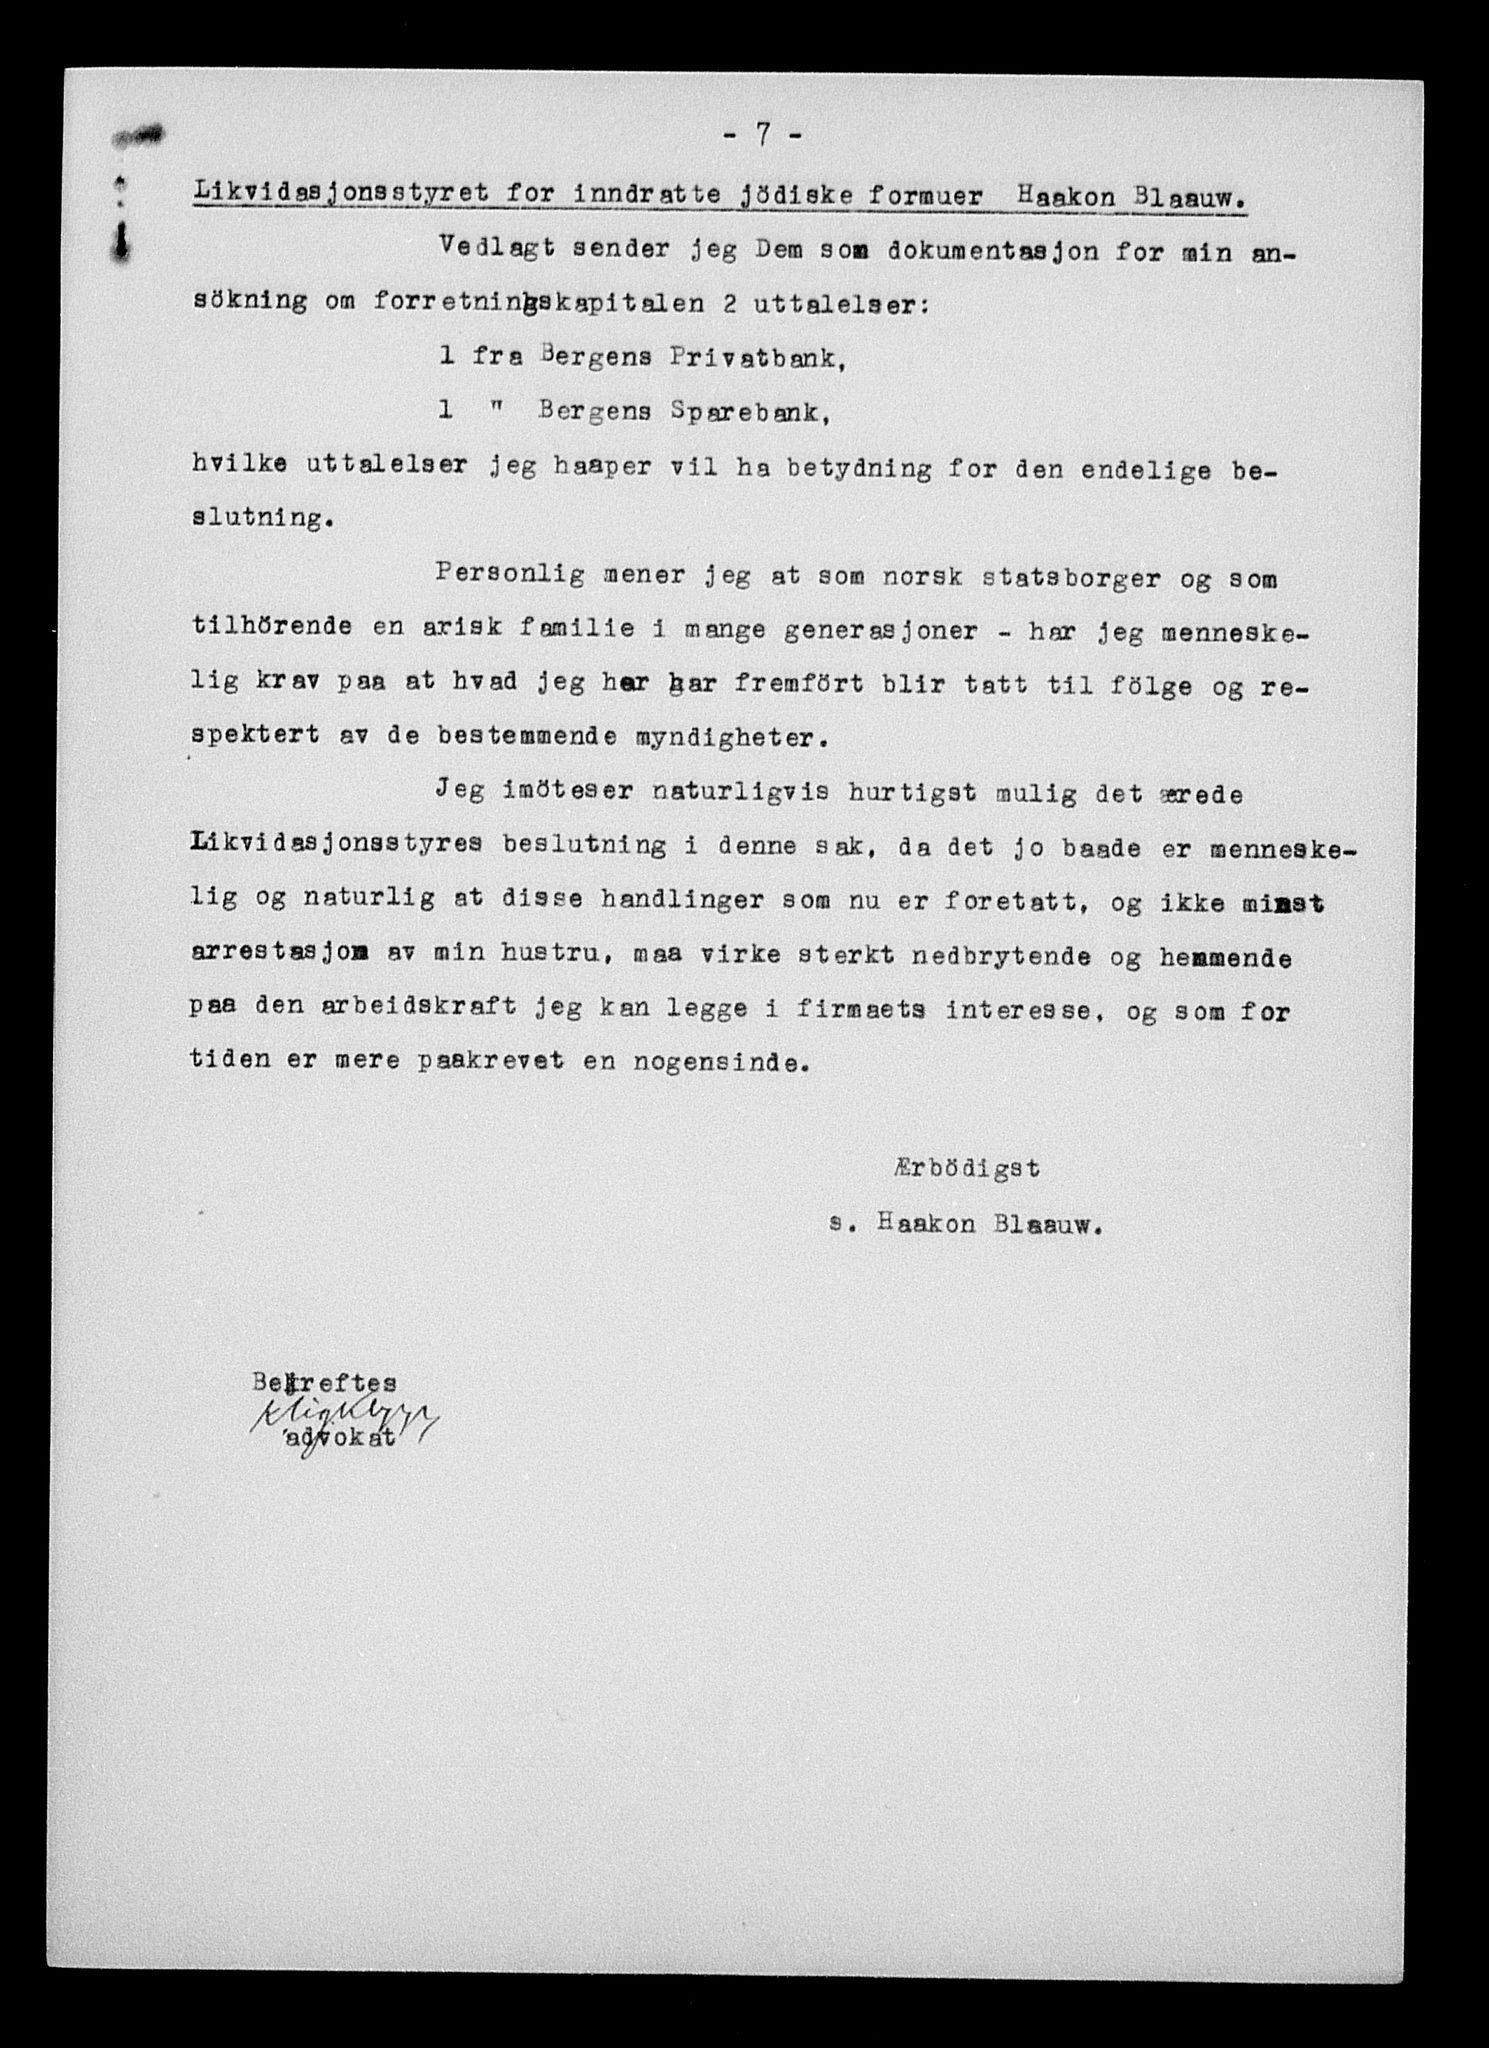 - 7 -
Likvidasjonsstyret for inndratte jödiske formuer Haakon Blaauw.
Vedlagt sender jeg Dem som dokumentasjon for min an-
sökning om forretningskapitalen 2 uttalelser:
1 fra Bergens Privatbank,
1 " Bergens Sparebank,
hvilke uttalelser jeg haaper vil ha betydning for den endelige be-
slutning.
Personlig mener jeg at som norsk statsborger og som
tilhörende en arisk familie i mange generasjoner - har jeg menneske-
lig krav paa at hvad jeg her har fremfört blir tatt til fölge og re-
spektert av de bestemmende myndigheter.
Jeg imöteser naturligvis hurtigst mulig det ærede
Likvidasjonsstyres beslutning i denne sak, da det jo baade er menneske-
lig og naturlig at disse handlinger som nu er foretatt, og ikke minst
arrestasjon av min hustru, maa virke sterkt nedbrytende og hemmende
paa den arbeidskraft jeg kan legge i firmaets interesse, og som for
tiden er mere paakrevet en nogensinde.
Ærbödigst
s. Haakon Blaauw.
Bekreftes
advokat